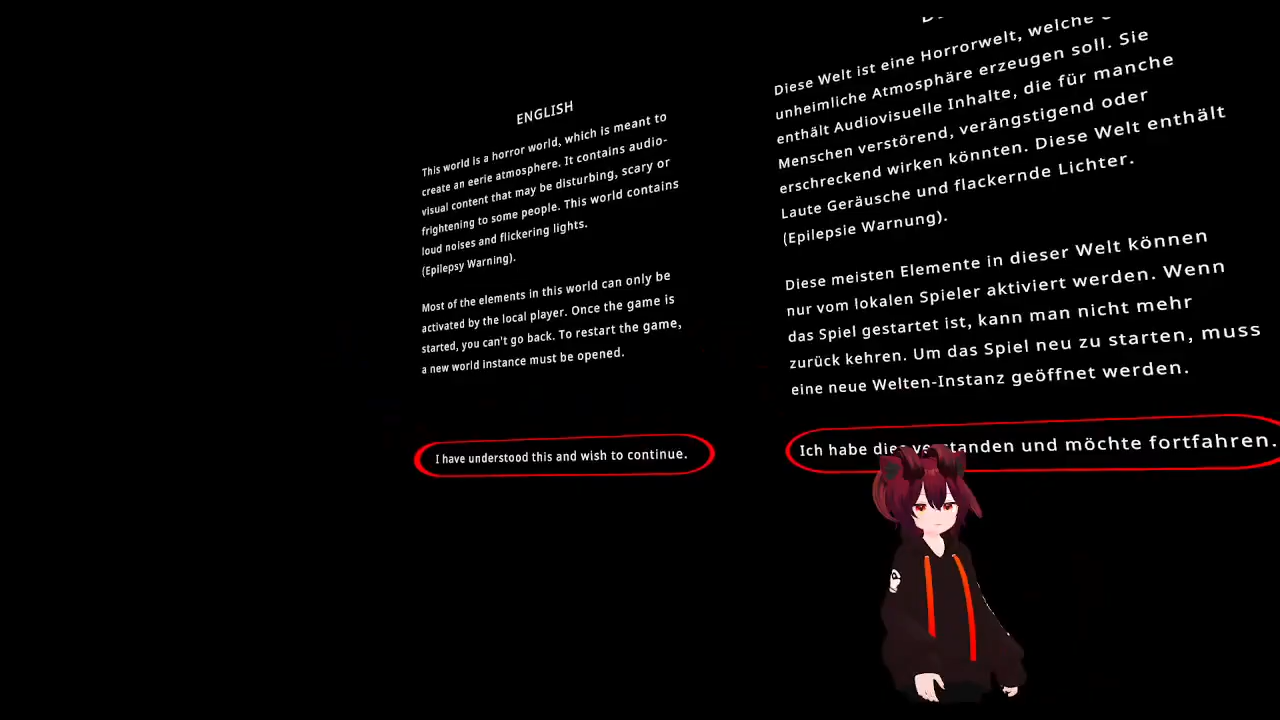 ENGLISH
This world is a horror world, which is meant to
create an eerie atmosphere. It contains audio-
visual content that may be disturbing, scary or
frightening to some people. This world contains
loud noises and flickering lights.
(Epilepsy Warning).
Most of the elements in this world can only be
activated by the local player. Once the game is
started, you can't go back. To restart the game,
a new world instance must be opened.
I have understood this and wish to continue.
Diese Welt ist eine Horrorwelt, welche
unheimliche Atmosphäre erzeugen soll. Sie
enthält Audiovisuelle Inhalte, die für manche
Menschen verstörend, verängstigend oder
erschreckend wirken könnten. Diese Welt enthält
Laute Geräusche und flackernde Lichter.
(Epilepsie Warnung).
Diese meisten Elemente in dieser Welt können
nur vom lokalen Spieler aktiviert werden. Wenn
das Spiel gestartet ist, kann man nicht mehr
zurück kehren. Um das Spiel neu zu starten, muss
eine neue Welten-Instanz geöffnet werden.
Ich habe dies verstanden und möchte fortfahren.